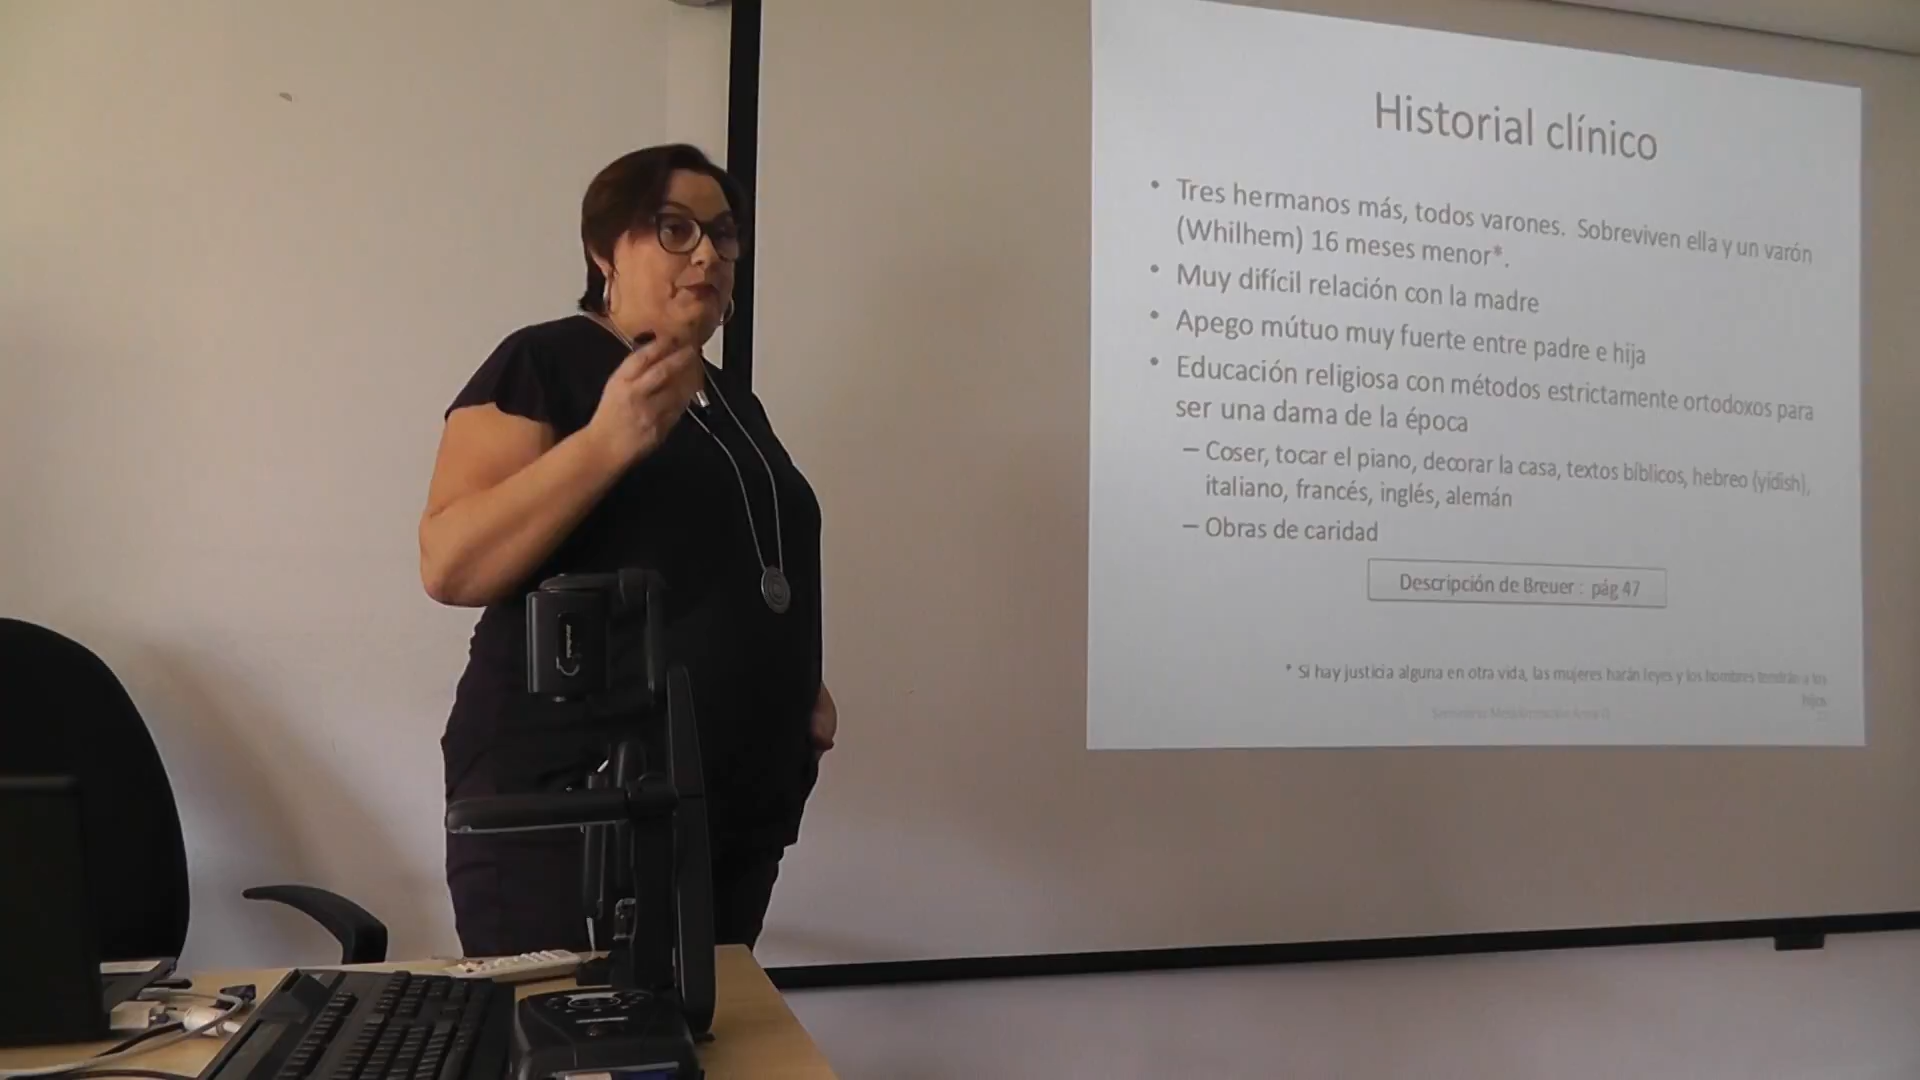 Historial clínico
• Tres hermanos más, todos varones. Sobreviven ella y un varón
(Whilhem) 16 meses menor*.
• Muy difícil relación con la madre
• Apego mútuo muy fuerte entre padre e hija
• Educación religiosa con métodos estrictamente ortodoxos para
ser una dama de la época
– Coser, tocar el piano, decorar la casa, textos bíblicos, hebreo (yidish),
italiano, francés, inglés, alemán
– Obras de caridad
Descripción de Breuer : pág 47
* Si hay justicia alguna en otra vida, las mujeres harán leyes y los hombres tendrán a los
hijos